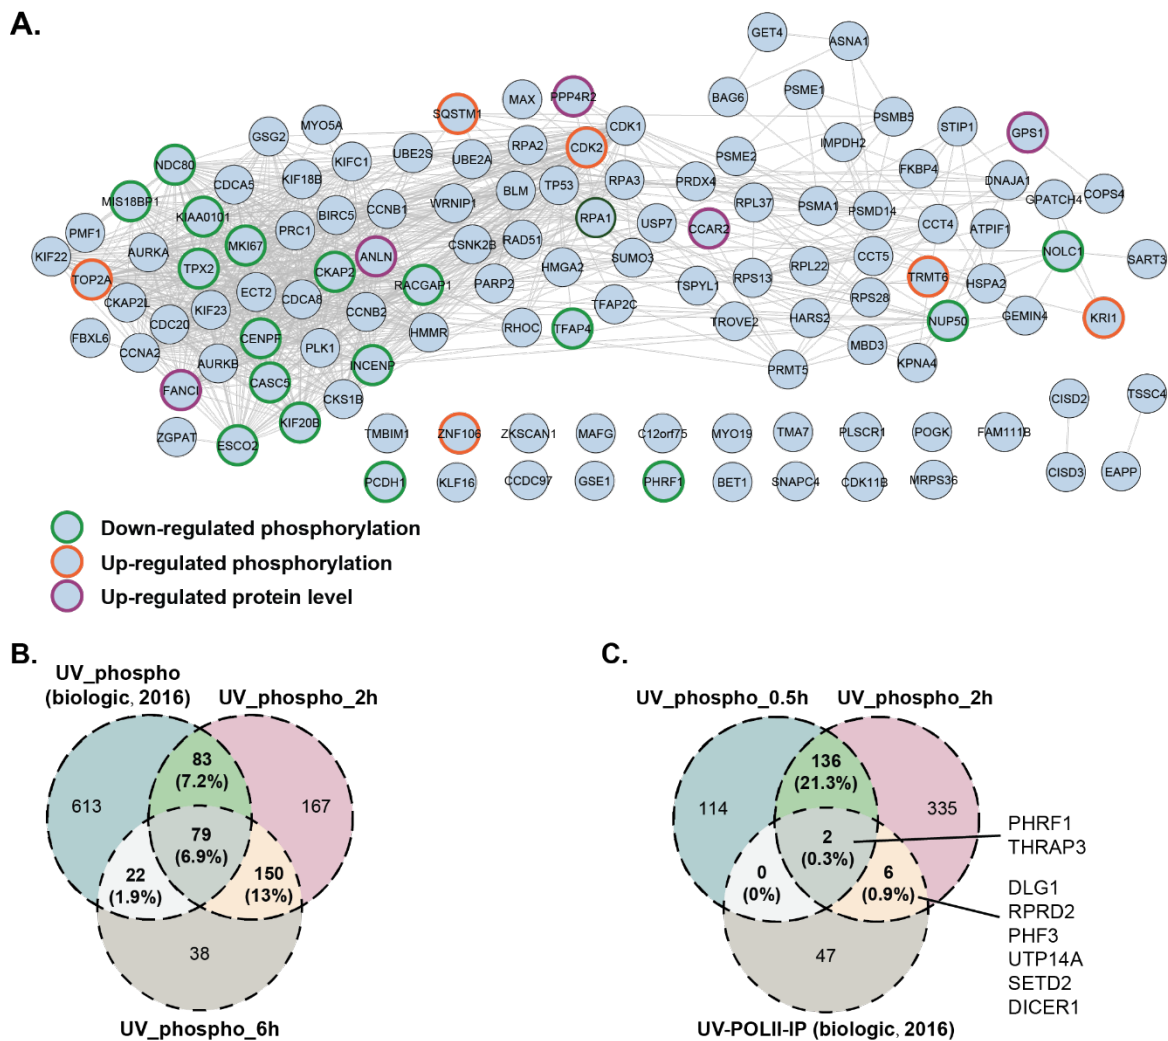 A.
GET4
ASNA1
PSME1
BAG6
PPP4R2
MAX
SQSTM1
MYO5A
GSG2
CDK1
PSMB5
STIP1
GPS1
NDC80
KIFC1
UBE2S
UBE2A
RPA2
CDK2
PSME2
IMPDH2
FKBP4
DNAJA1
COPS4
GPATCH4
CDCA5
KIF18B
MIS18BP1
KIAA0101
BIRC5
CCNB1
WRNIP1
BLM
TP53
RPA3
PRDX4
RPL37
PSMA1
PSMD14
CCT4
ATPIF1
PMF1
MKI67
PRC1
RPA1
USP7
CCAR2
KIF22
AURKA
TPX2
ANLN
CSNK2B
RAD51
SUMO3
CCT5
NOLC1
SART3
TOP2A
CKAP2
RACGAP1
PARP2
HMGA2
TSPYL1
RPS13
RPL22
TRMT6
HSPA2
CKAP2L
ECT2
CDCA8
KIF23
CCNB2
TFAP2C
RPS28
CDC20
HMMR
RHOC
TFAP4
TROVE2
HARS2
NUP50
GEMIN4
KRI1
FBXL6
CCNA2
CENPF
PLK1
MBD3
AURKB
INCENP
PRMT5
KPNA4
FANCI
CASC5
CKS1B
CISD2
TSSC4
KIF20B
ZGPAT
ESCO2
TMBIM1
ZNF106
ZKSCAN1
MAFG
C12orf75
MYO19
TMA7
PLSCR1
POGK
FAM111B
PCDH1
KLF16
CCDC97
GSE1
PHRF1
BET1
SNAPC4
CDK11B
MRPS36
CISD3
EAPP
Down-regulated phosphorylation
Up-regulated phosphorylation
Up-regulated protein level
B.
UV_phospho
(biologic, 2016)
UV_phospho_2h
83
(7.2%)
613
167
79
(6.9%)
22
(1.9%)
150
(13%)
38
UV_phospho_6h
C.
UV_phospho_0.5h
UV_phospho_2h
136
(21.3%)
114
335
2
(0.3%)
0
(0%)
6
(0.9%)
47
UV-POLII-IP (biologic, 2016)
PHRF1
THRAP3
DLG1
RPRD2
PHF3
UTP14A
SETD2
DICER1